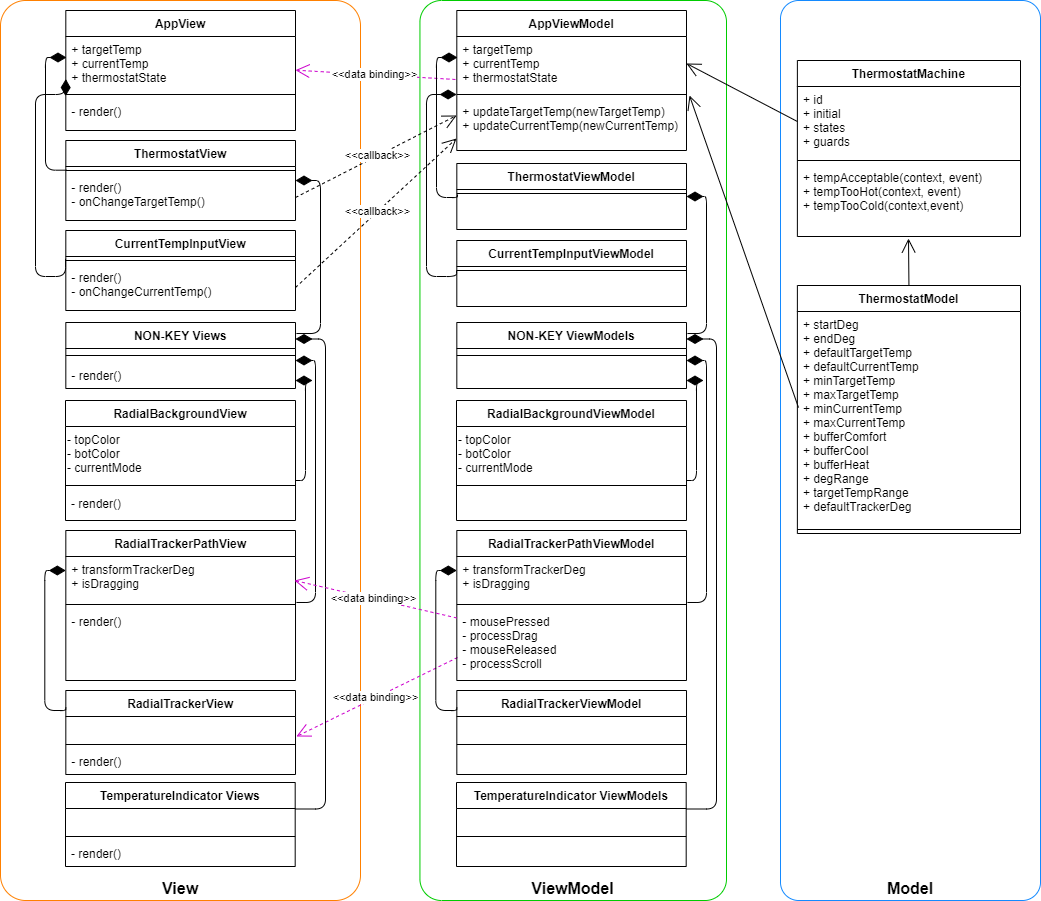 AppView
+ targetTemp
+ currentTemp
+ thermostatState
- render()
ThermostatView
- render()
- onChangeTargetTemp()
CurrentTempInputView
- render()
- onChangeCurrentTemp()
NON-KEY Views
- render()
RadialBackgroundView
- topColor
- botColor
- currentMode
- render()
RadialTrackerPathView
+ transformTrackerDeg
+ isDragging
- render()
RadialTrackerView
- render()
TemperatureIndicator Views
- render()
View
<<data binding>>
<<callback>>
<<callback>>
<<data binding>>
<<data binding>>
AppViewModel
+ targetTemp
+ currentTemp
+ thermostatState
+ updateTargetTemp(newTargetTemp)
+ updateCurrentTemp(newCurrentTemp)
ThermostatViewModel
CurrentTempInputViewModel
NON-KEY ViewModels
RadialBackgroundViewModel
- topColor
- botColor
- currentMode
RadialTrackerPathViewModel
+ transformTrackerDeg
+ isDragging
- mousePressed
- processDrag
- mouseReleased
- processScroll
RadialTrackerViewModel
TemperatureIndicator ViewModels
ViewModel
ThermostatMachine
+ id
+ initial
+ states
+ guards
+ tempAcceptable(context, event)
+ tempTooHot(context, event)
+ tempTooCold(context,event)
ThermostatModel
+ startDeg
+ endDeg
+ defaultTargetTemp
+ defaultCurrentTemp
+ minTargetTemp
+ maxTargetTemp
+ minCurrentTemp
+ maxCurrentTemp
+ bufferComfort
+ bufferCool
+ bufferHeat
+ degRange
+ targetTempRange
+ defaultTrackerDeg
Model